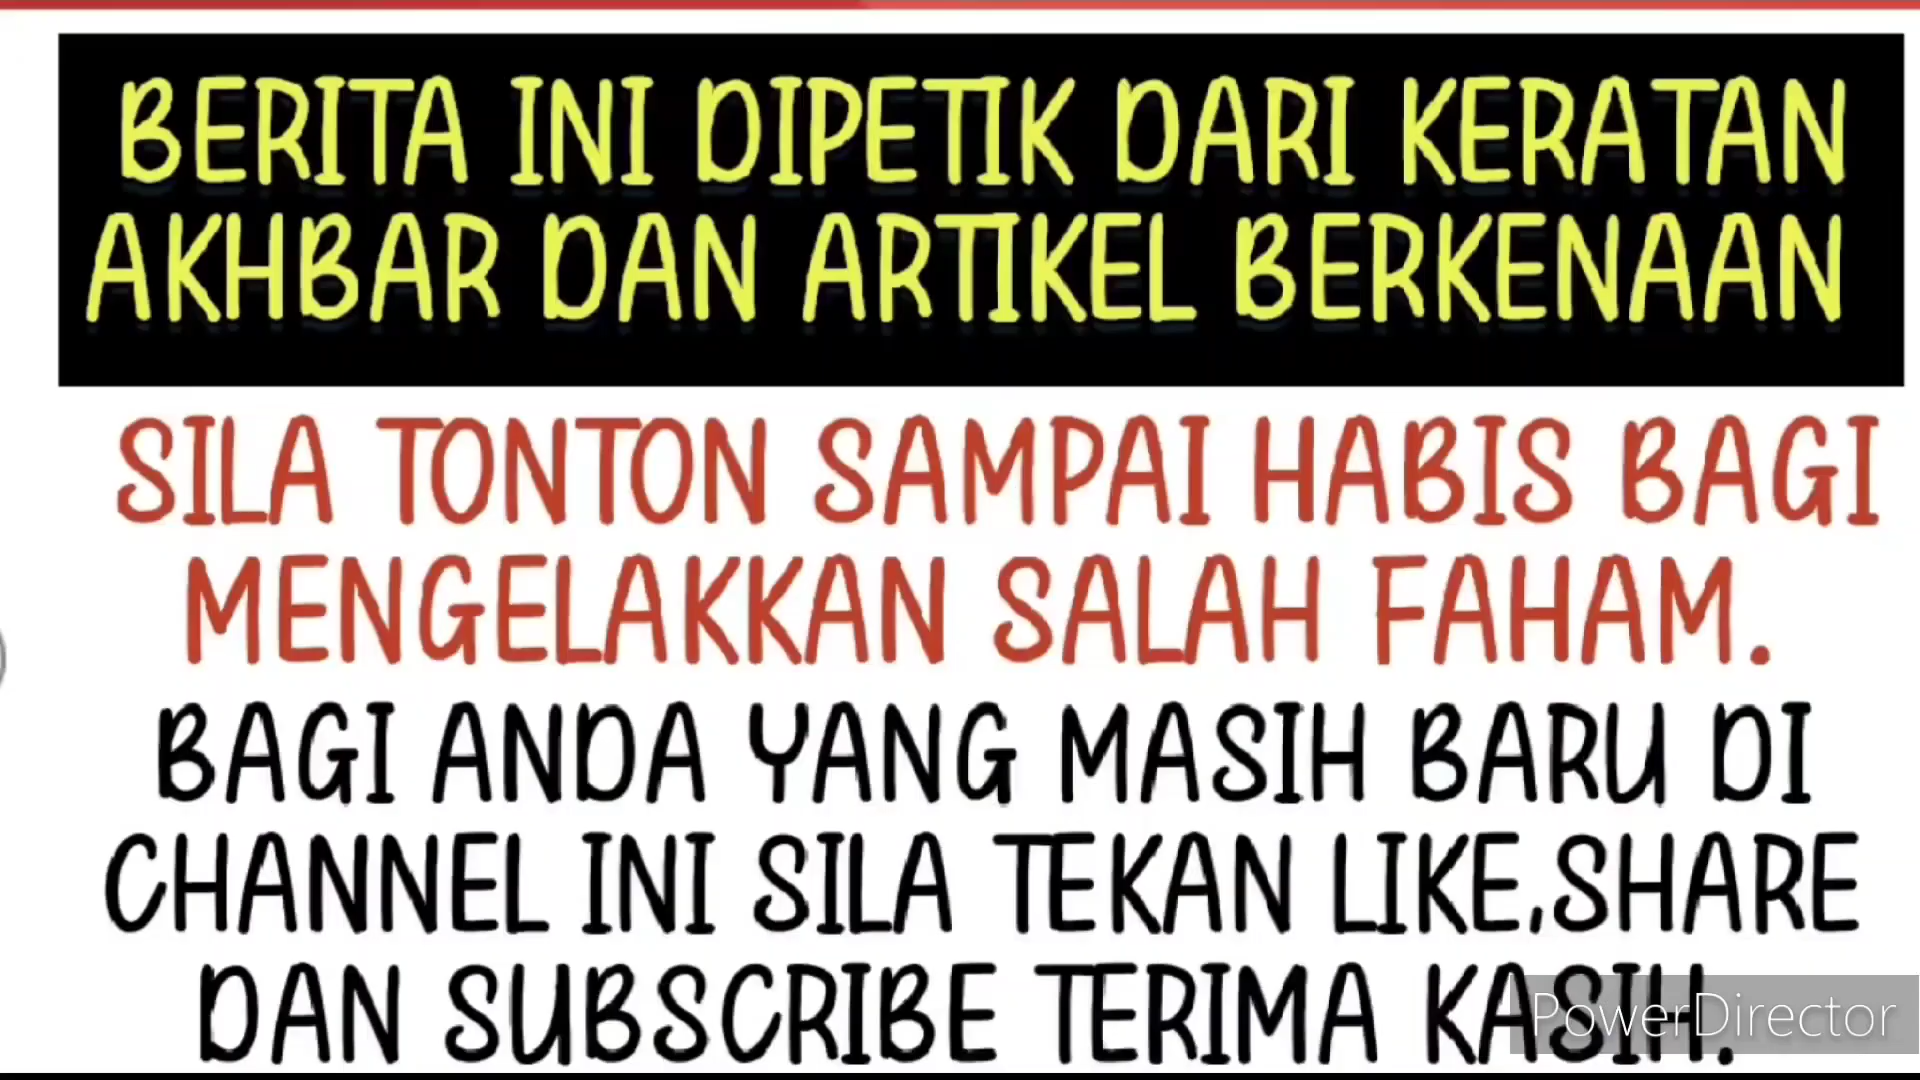 BERITA INI DIPETIK DARI KERATAN
AKHBAR DAN ARTIKEL BERKENAAN
SILA TONTON SAMPAI HABIS BAGI
MENGELAKKAN SALAH FAHAM.
BAGI ANDA YANG MASIH BARU DI
CHANNEL INI SILA TEKAN LIKE,SHARE
DAN SUBSCRIBE TERIMA KASIH.
PowerDirector